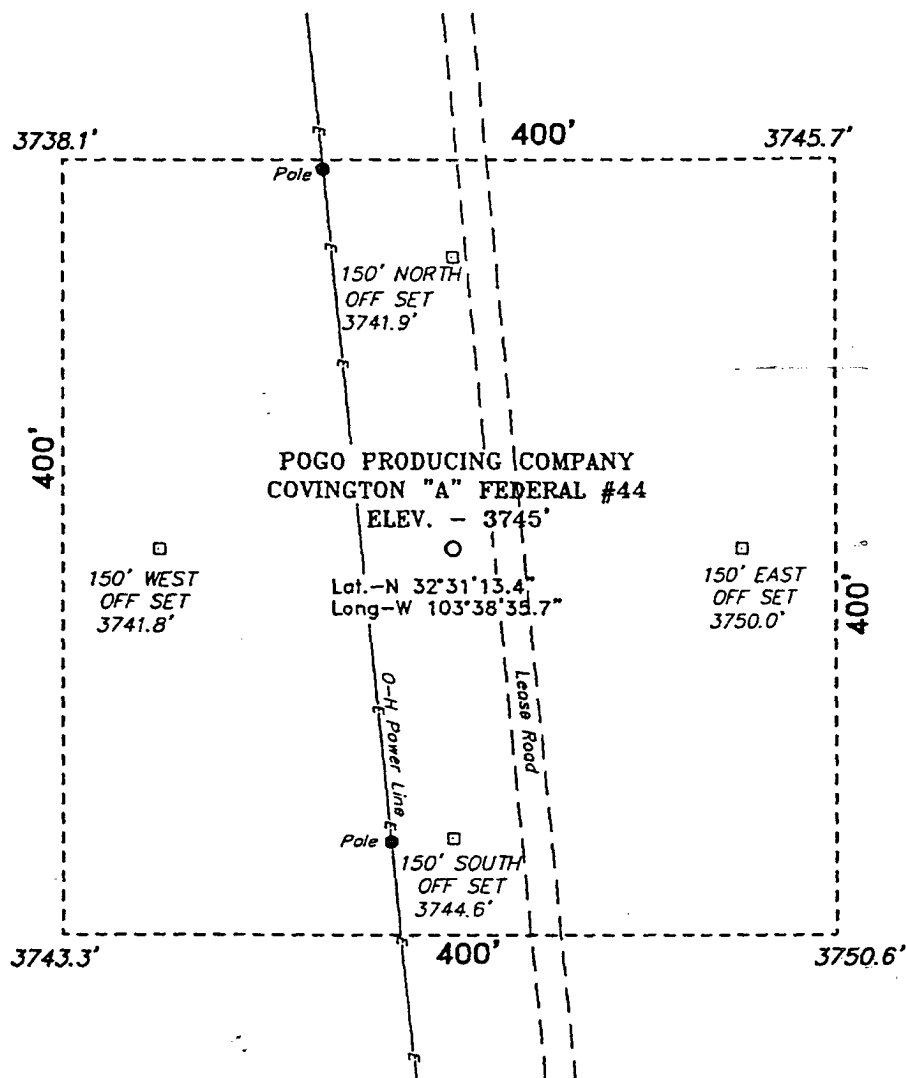 3738.1'
400'
3745.7'
E
Pole
E
150' NORTH
OFF SET
3741.9'
E
400'
POGO PRODUCING COMPANY
COVINGTON "A" FEDERAL #44
ELEV. - 3745'
150' WEST
OFF SET
3741.8'
Lat.-N 32°31'13.4"
Long-W 103°38'35.7"
150' EAST
OFF SET
3750.0'
400'
E
O-H Power Line
Lease Road
E
Pole
150' SOUTH
OFF SET
3744.6'
3743.3'
E
400'
3750.6'
E